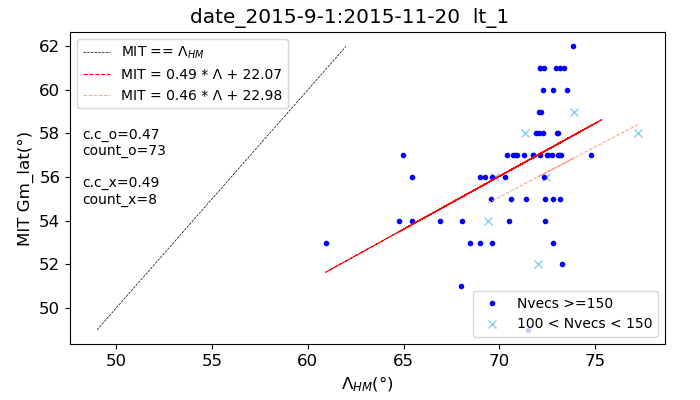 date_2015-9-1:2015-11-20 lt_1
MIT == Λ_HM
MIT = 0.49 * Λ + 22.07
MIT = 0.46 * Λ + 22.98
c.c_o=0.47
count_o=73
c.c_x=0.49
count_x=8
MIT Gm_lat(°)
62
60
58
56
54
52
50
Nvecs >=150
100 < Nvecs < 150
50 55 60 65 70 75
Λ_HM(°)